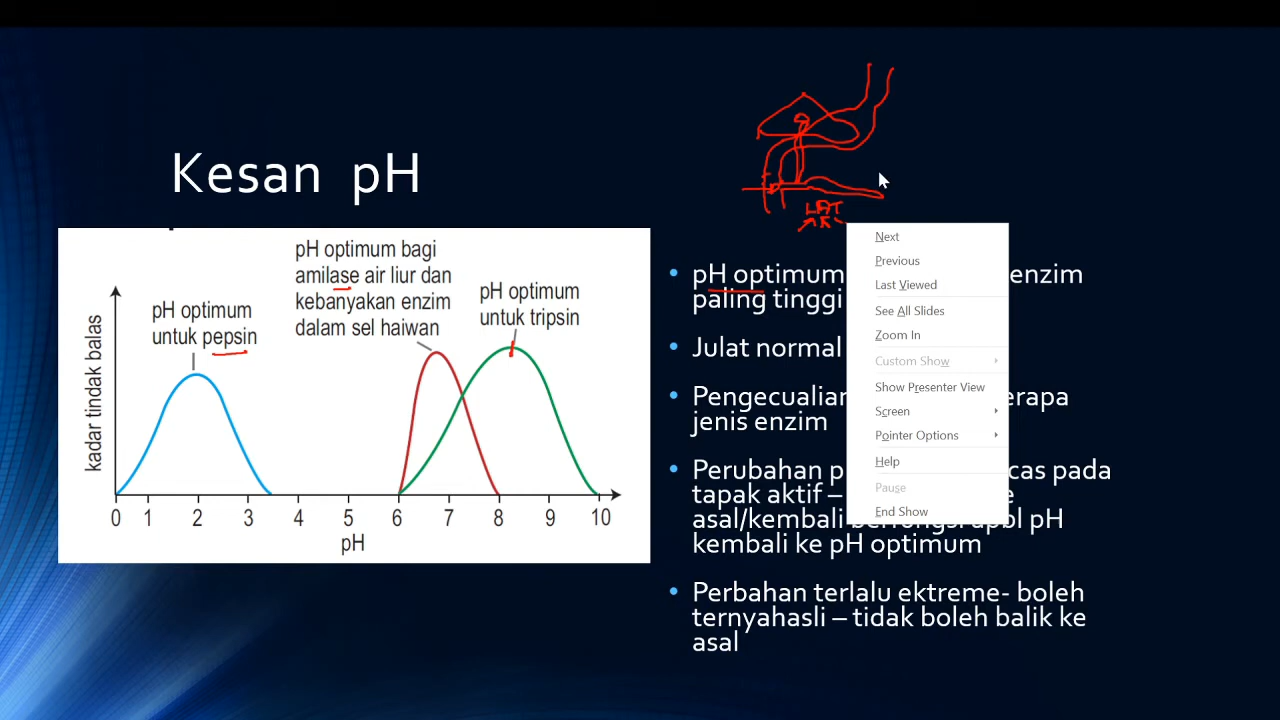 Kesan pH
pH optimum
untuk pepsin
pH optimum bagi
amilase air liur dan
kebanyakan enzim
dalam sel haiwan
pH optimum
untuk tripsin
kadar tindak balas
0 1 2 3 4 5 6 7 8 9 10
pH
• pH optimum enzim
paling tinggi
• Julat normal
• Pengecualian
jenis enzim
• Perubahan cas pada
tapak aktif –
asal/kembali pH
kembali ke pH optimum
• Perbahan terlalu ektreme- boleh
ternyahasli – tidak boleh balik ke
asal
Next
Previous
Last Viewed
See All Slides
Zoom In
Custom Show
Show Presenter View
Screen
Pointer Options
Help
Pause
End Show